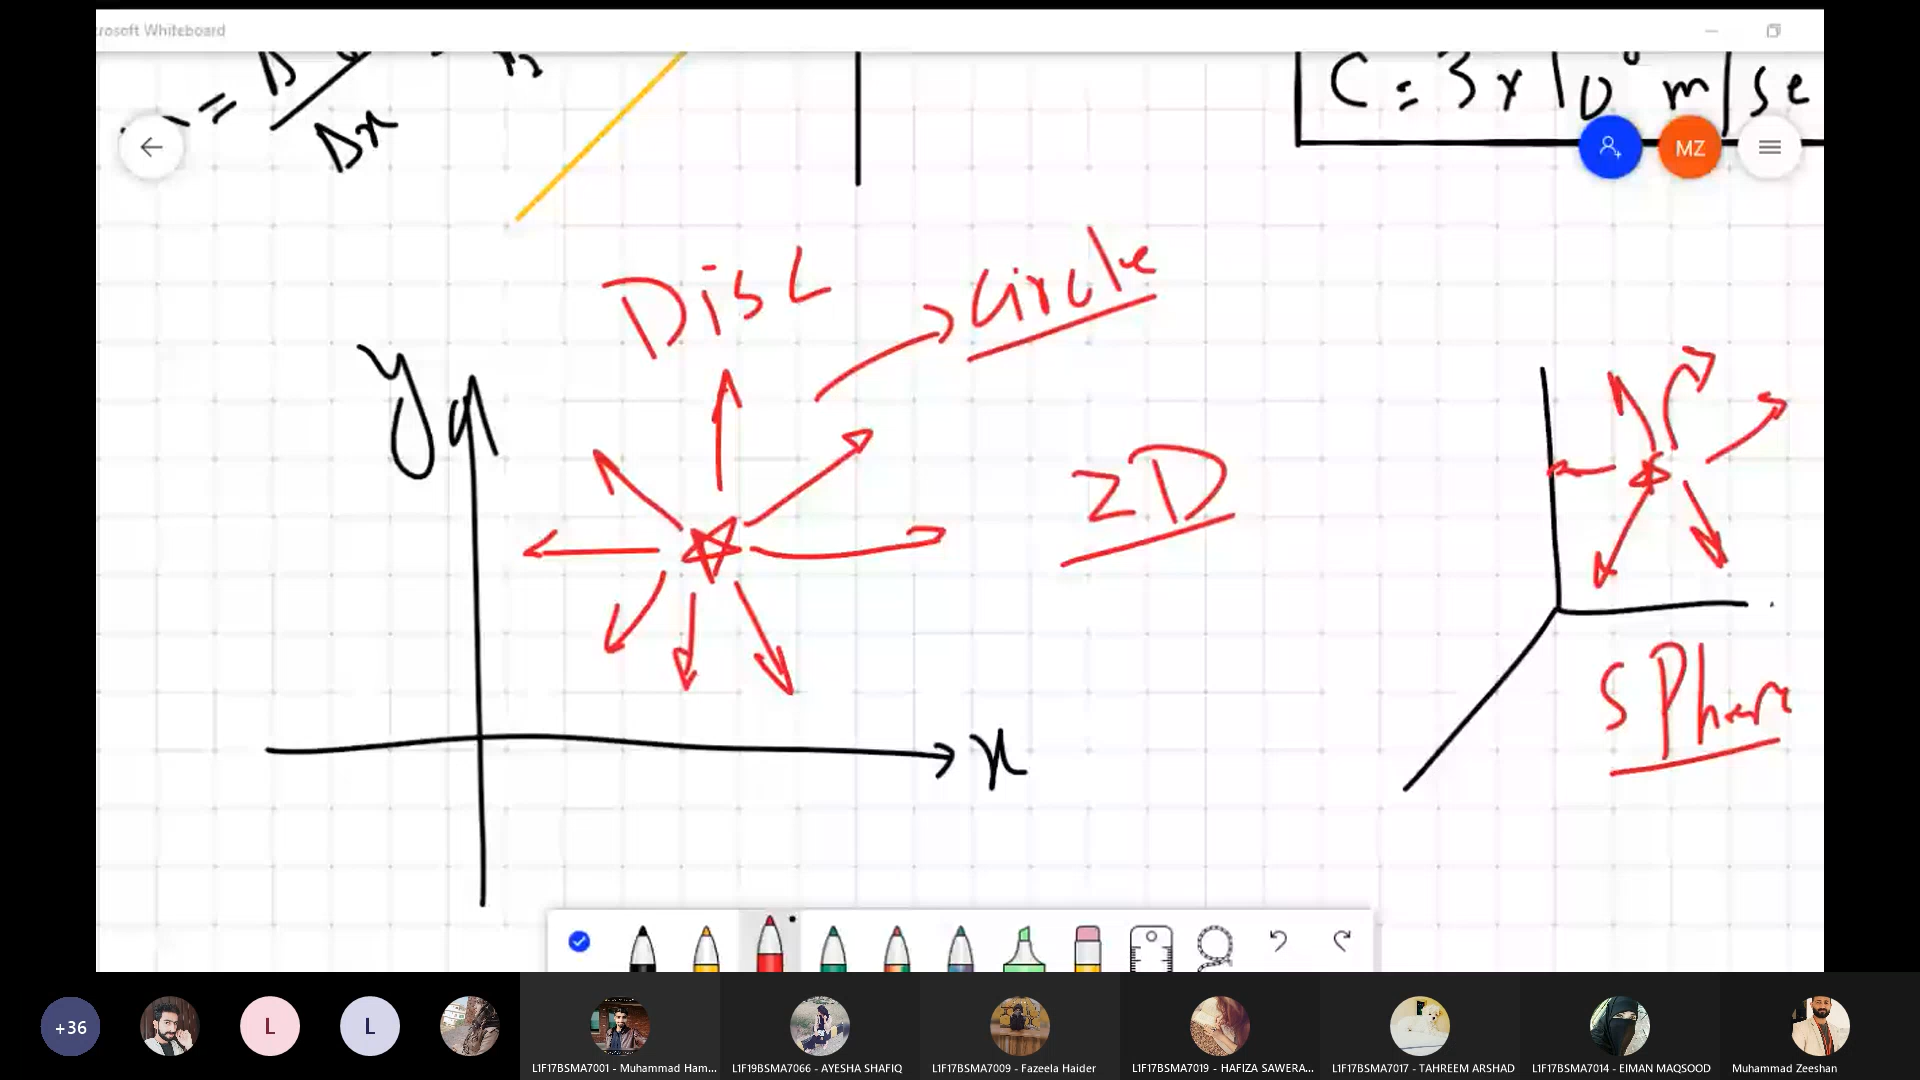 crosoft Whiteboard
= Δ
Δx
C = 3 x 10 m/se
MZ
Disc
Circle
y
2D
x
Sphere
+36
L
L
L1F17BSMA7001 - Muhammad Ham...
L1F19BSMA7066 - AYESHA SHAFIQ
L1F17BSMA7009 - Fazeela Haider
L1F17BSMA7019 - HAFIZA SAWERA...
L1F17BSMA7017 - TAHREEM ARSHAD
L1F17BSMA7014 - EIMAN MAQSOOD
Muhammad Zeeshan